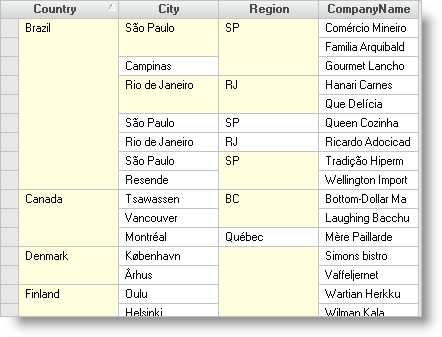 Country City Region CompanyName
Brazil São Paulo SP Comércio Mineiro
Familia Arquibald
Campinas Gourmet Lancho
Rio de Janeiro RJ Hanari Carnes
Que Delícia
São Paulo SP Queen Cozinha
Rio de Janeiro RJ Ricardo Adocicad
São Paulo SP Tradição Hiperm
Resende Wellington Import
Canada Tsawassen BC Bottom-Dollar Ma
Vancouver Laughing Bacchu
Montréal Québec Mère Paillarde
Denmark København Simons bistro
Århus Vaffeljernet
Finland Oulu Wartian Herkku
Helsinki Wilman Kala